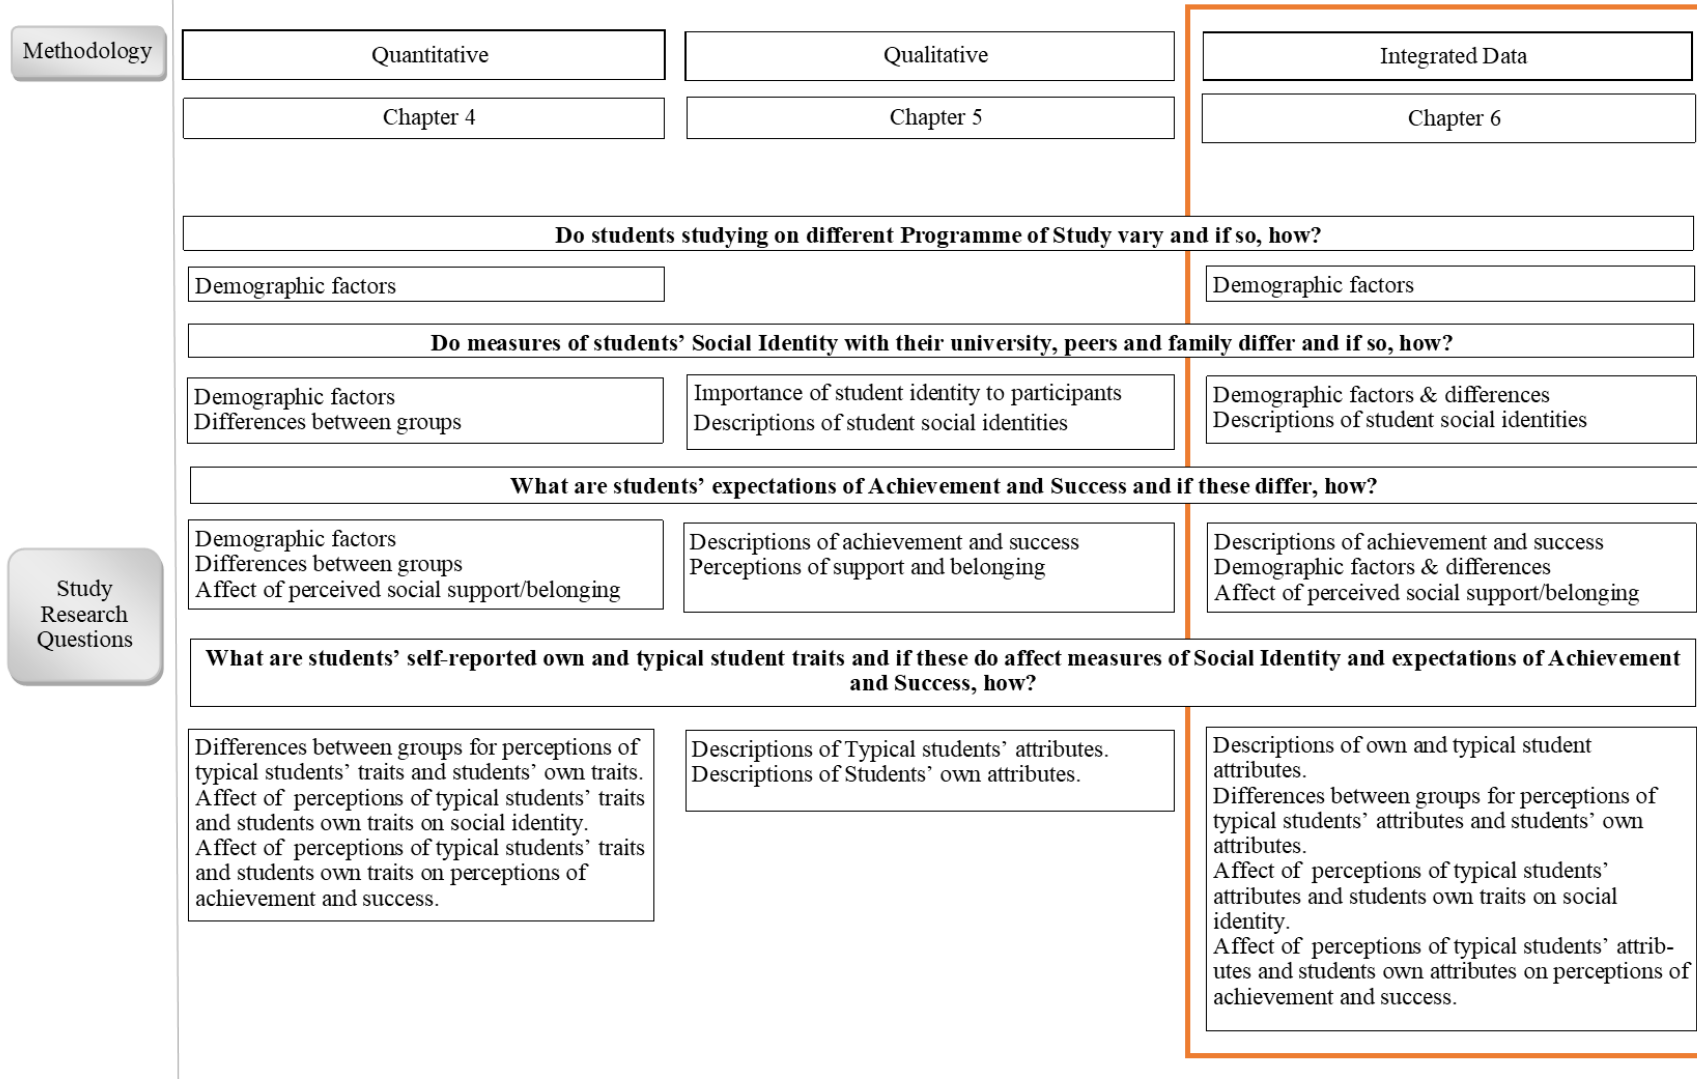 Methodology
Quantitative
Qualitative
Integrated Data
Chapter 4
Chapter 5
Chapter 6
Do students studying on different Programme of Study vary and if so, how?
Demographic factors
Demographic factors
Do measures of students’ Social Identity with their university, peers and family differ and if so, how?
Demographic factors
Differences between groups
Importance of student identity to participants
Descriptions of student social identities
Demographic factors & differences
Descriptions of student social identities
What are students’ expectations of Achievement and Success and if these differ, how?
Study
Research
Questions
Demographic factors
Differences between groups
Affect of perceived social support/belonging
Descriptions of achievement and success
Perceptions of support and belonging
Descriptions of achievement and success
Demographic factors & differences
Affect of perceived social support/belonging
What are students’ self-reported own and typical student traits and if these do affect measures of Social Identity and expectations of Achievement
and Success, how?
Differences between groups for perceptions of
typical students’ traits and students’ own traits.
Affect of perceptions of typical students’ traits
and students own traits on social identity.
Affect of perceptions of typical students’ traits
and students own traits on perceptions of
achievement and success.
Descriptions of Typical students’ attributes.
Descriptions of Students’ own attributes.
Descriptions of own and typical student
attributes.
Differences between groups for perceptions of
typical students’ attributes and students’ own
attributes.
Affect of perceptions of typical students’
attributes and students own traits on social
identity.
Affect of perceptions of typical students’ attrib-
utes and students own attributes on perceptions of
achievement and success.